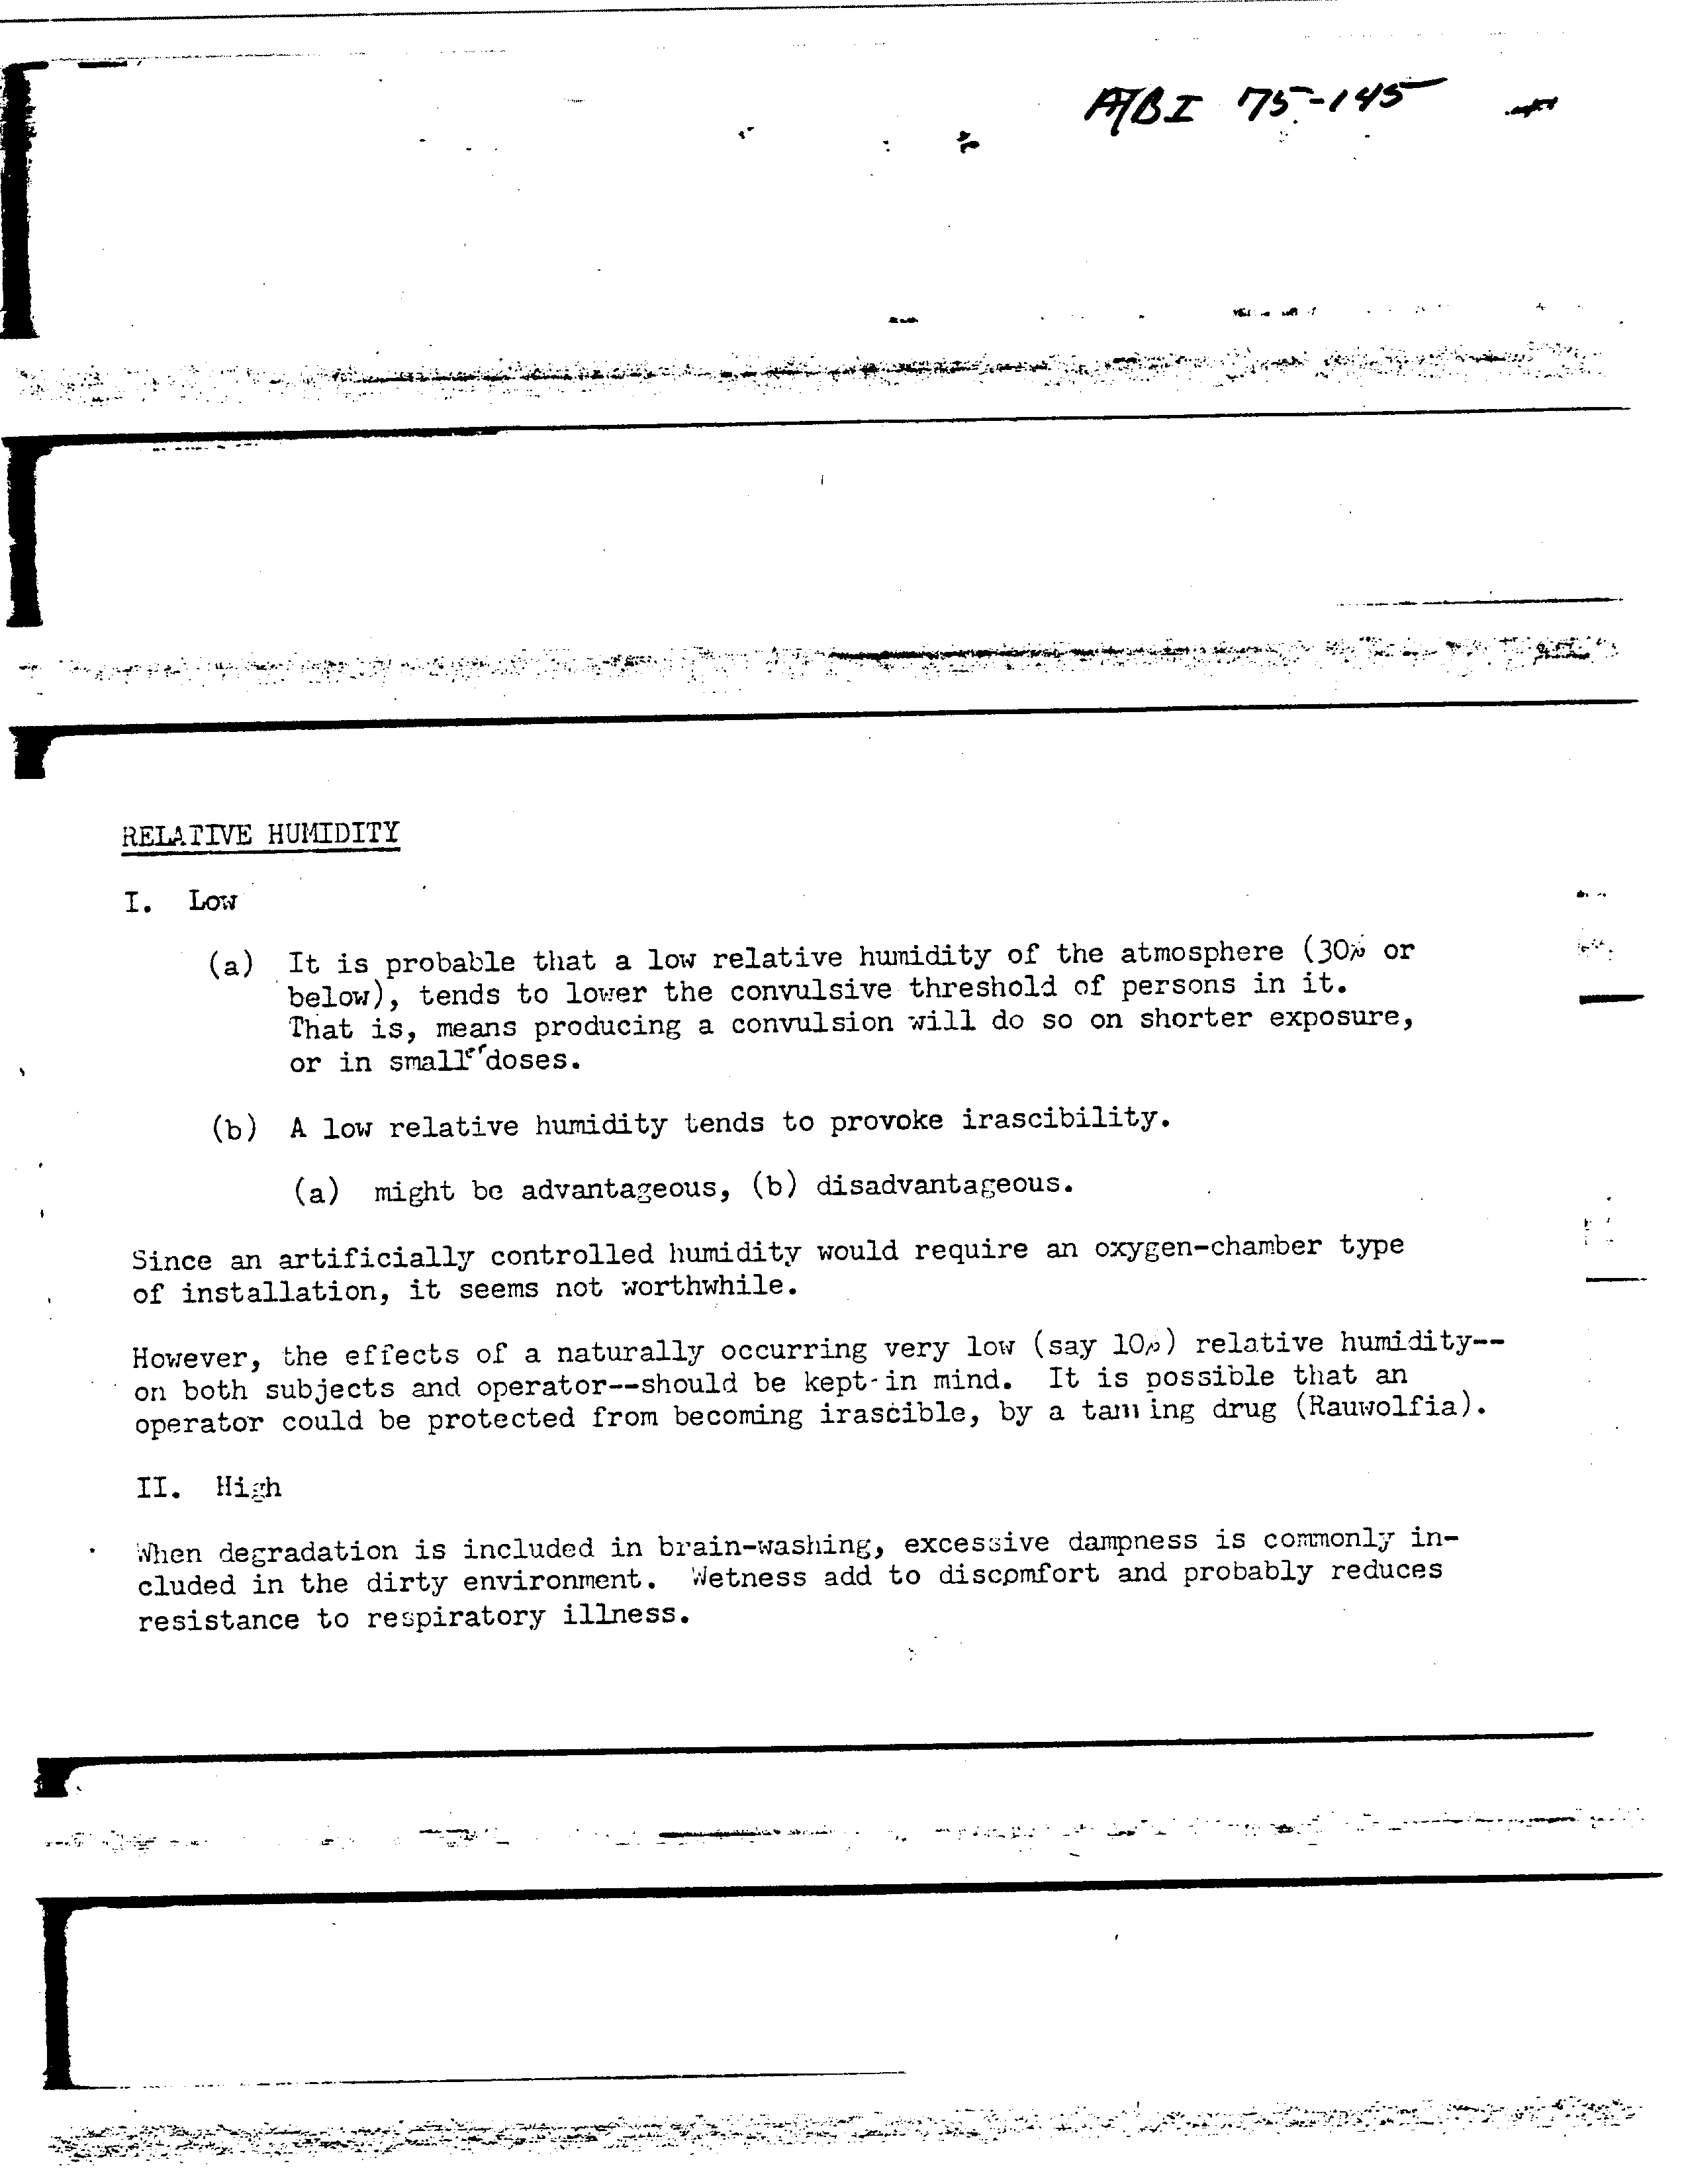 A/BI 75-145
RELATIVE HUMIDITY
I. Low
(a) It is probable that a low relative humidity of the atmosphere (30% or
below), tends to lower the convulsive threshold of persons in it.
That is, means producing a convulsion will do so on shorter exposure,
or in smaller doses.
(b) A low relative humidity tends to provoke irascibility.
(a) might be advantageous, (b) disadvantageous.
Since an artificially controlled humidity would require an oxygen-chamber type
of installation, it seems not worthwhile.
However, the effects of a naturally occurring very low (say 10%) relative humidity--
on both subjects and operator--should be kept in mind. It is possible that an
operator could be protected from becoming irascible, by a taming drug (Rauwolfia).
II. High
When degradation is included in brain-washing, excessive dampness is commonly in-
cluded in the dirty environment. Wetness add to discomfort and probably reduces
resistance to respiratory illness.